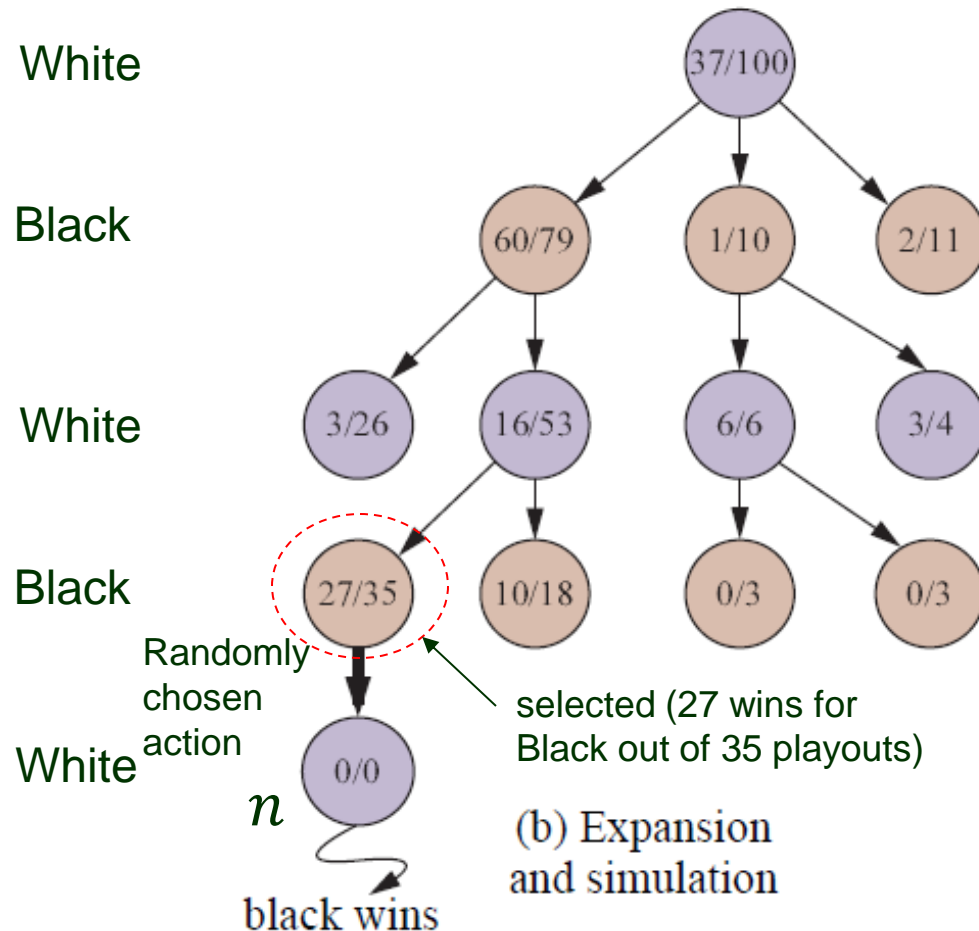 White
37/100
Black
60/79
1/10
2/11
White
3/26
16/53
6/6
3/4
Black
27/35
10/18
0/3
0/3
Randomly
chosen
action
selected (27 wins for
Black out of 35 playouts)
White
0/0
n
(b) Expansion
and simulation
black wins